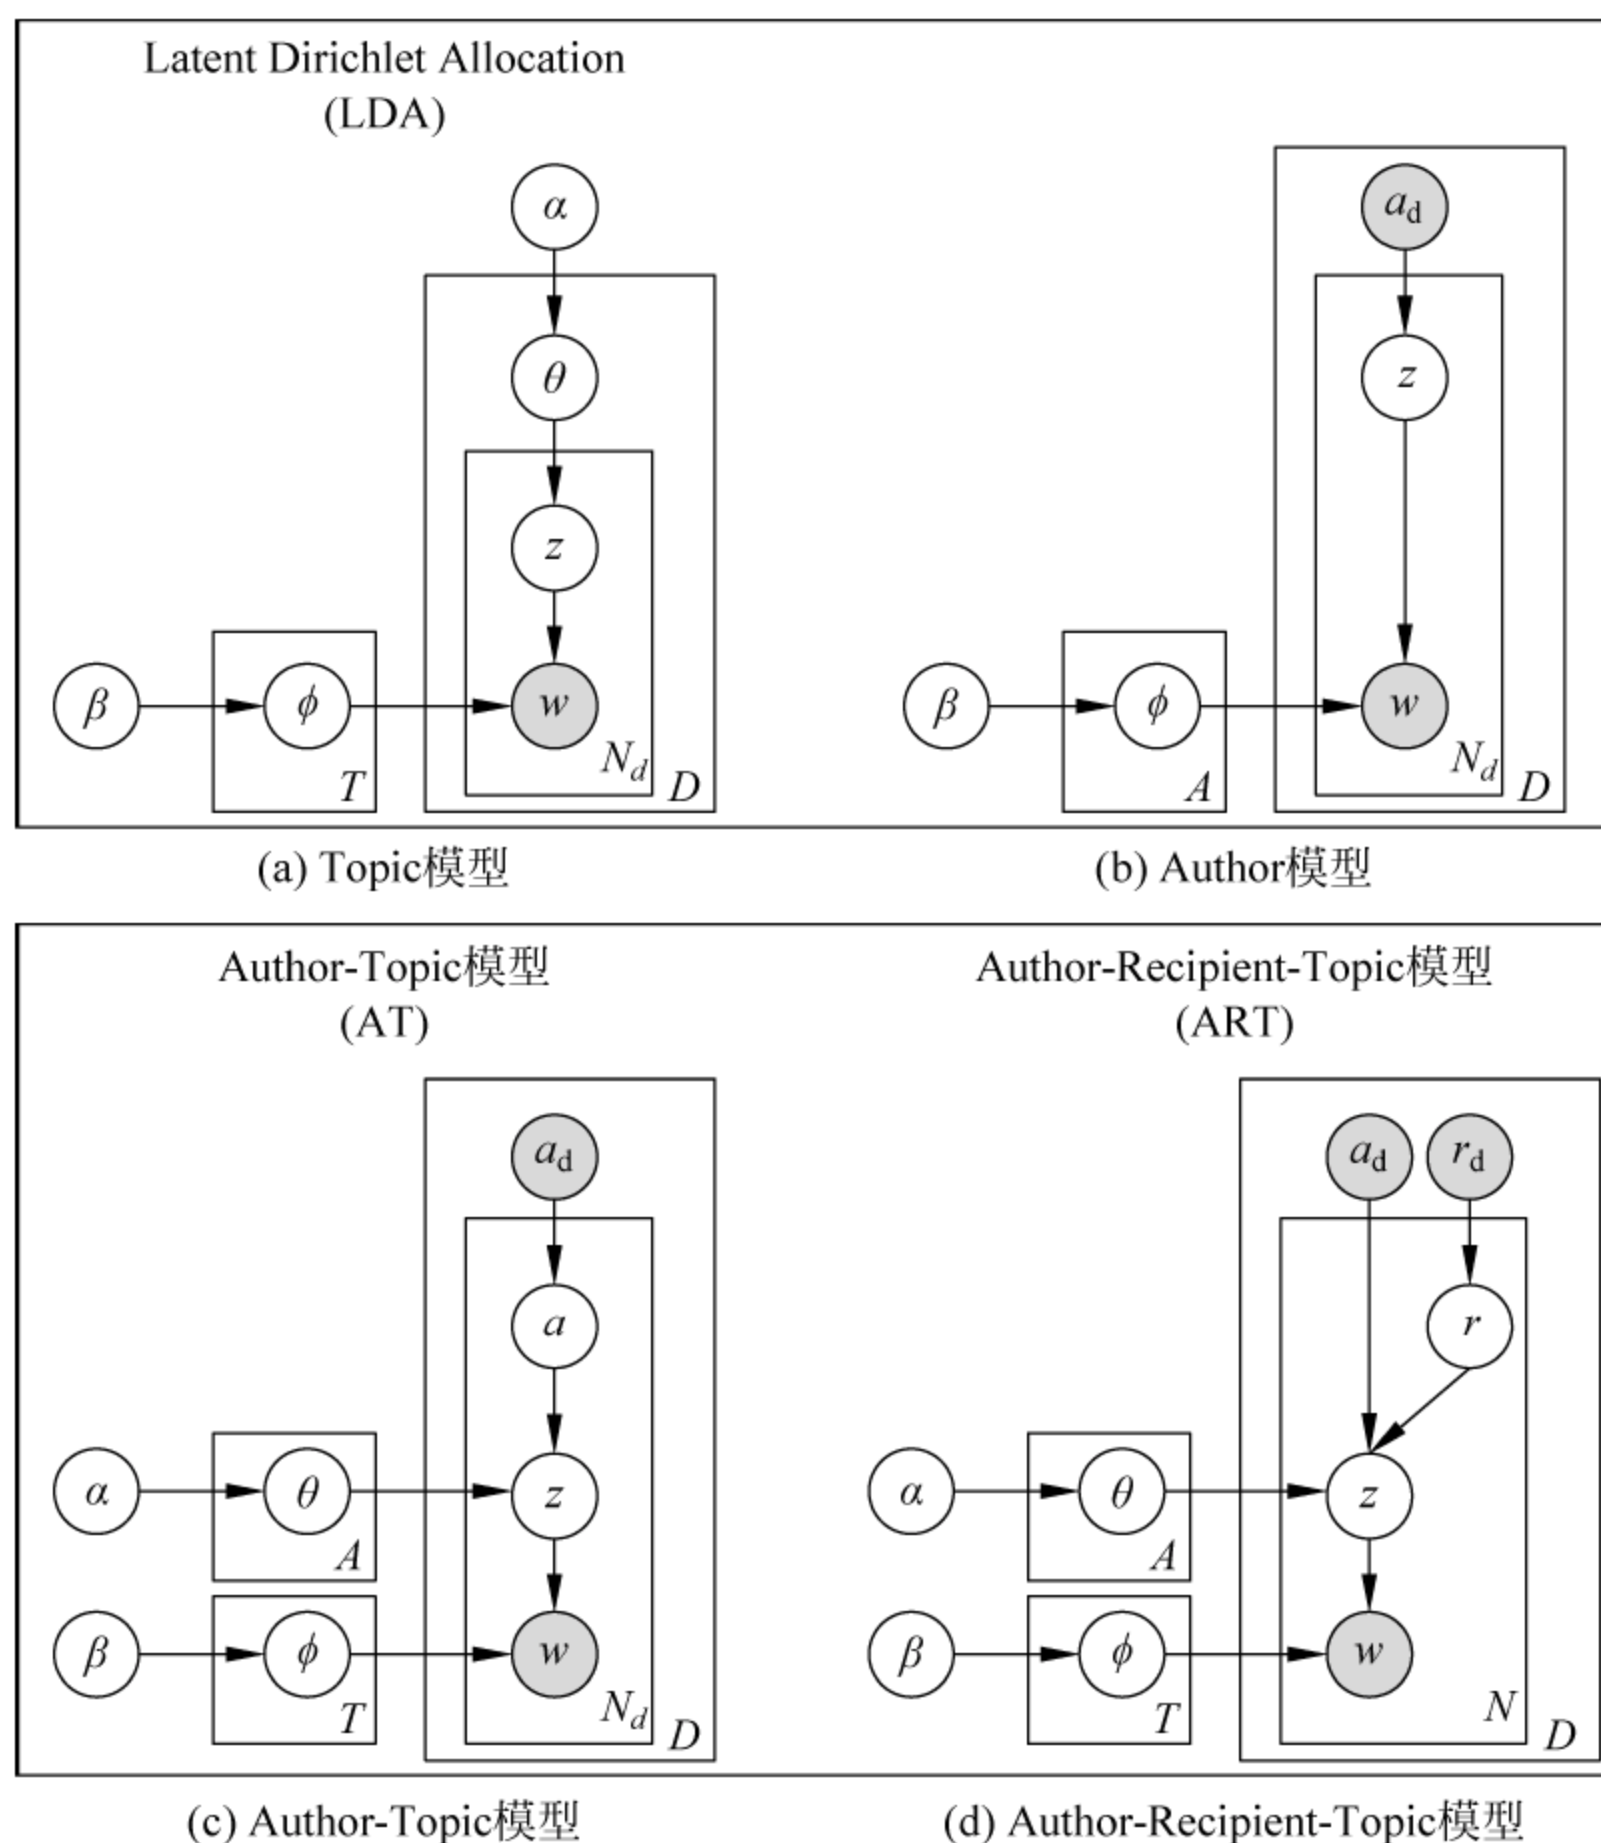 Latent Dirichlet Allocation
(LDA)
α
θ
z
β
ϕ
w
T
N_d
D
a_d
z
β
ϕ
w
A
N_d
D
(a) Topic模型
(b) Author模型
Author-Topic模型
(AT)
a_d
a
α
θ
z
A
β
ϕ
w
T
N_d
D
Author-Recipient-Topic模型
(ART)
a_d
r_d
r
α
θ
z
A
β
ϕ
w
T
N
D
(c) Author-Topic模型
(d) Author-Recipient-Topic模型